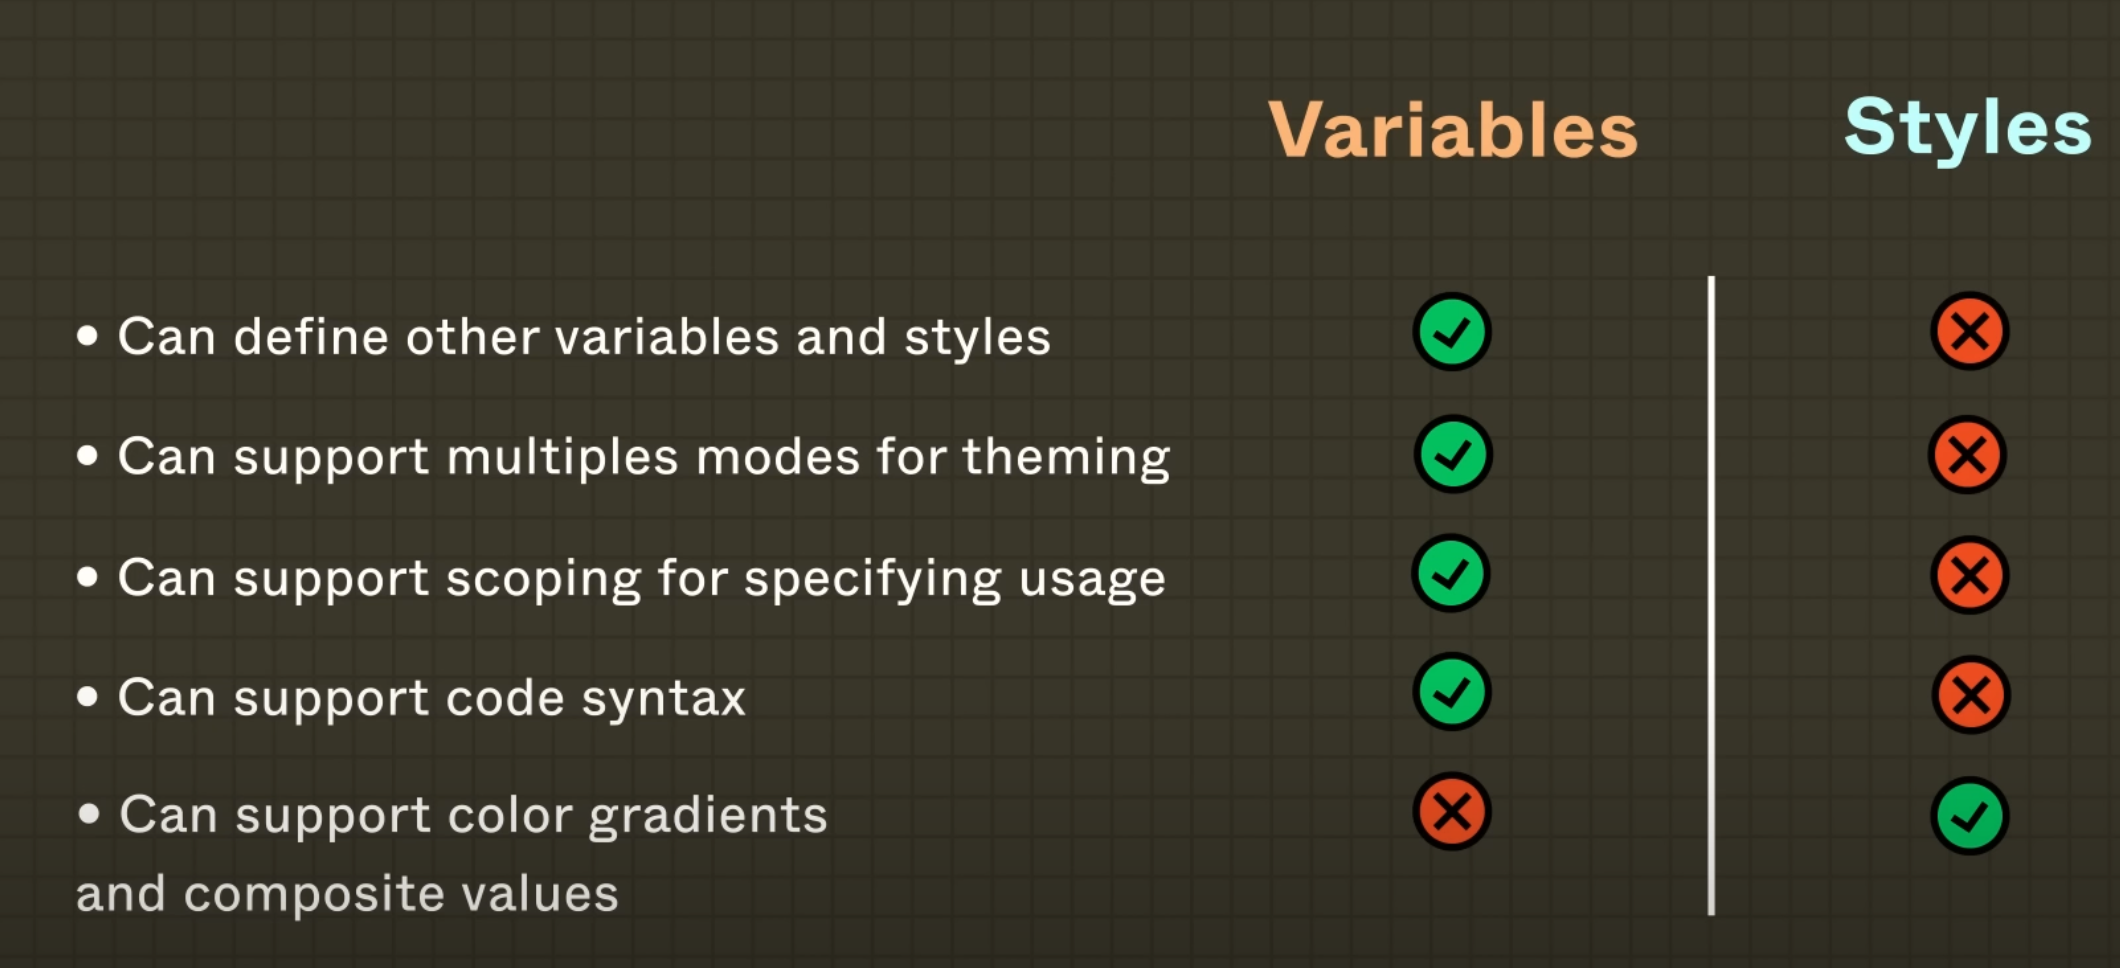 Variables Styles
• Can define other variables and styles
• Can support multiples modes for theming
• Can support scoping for specifying usage
• Can support code syntax
• Can support color gradients
and composite values